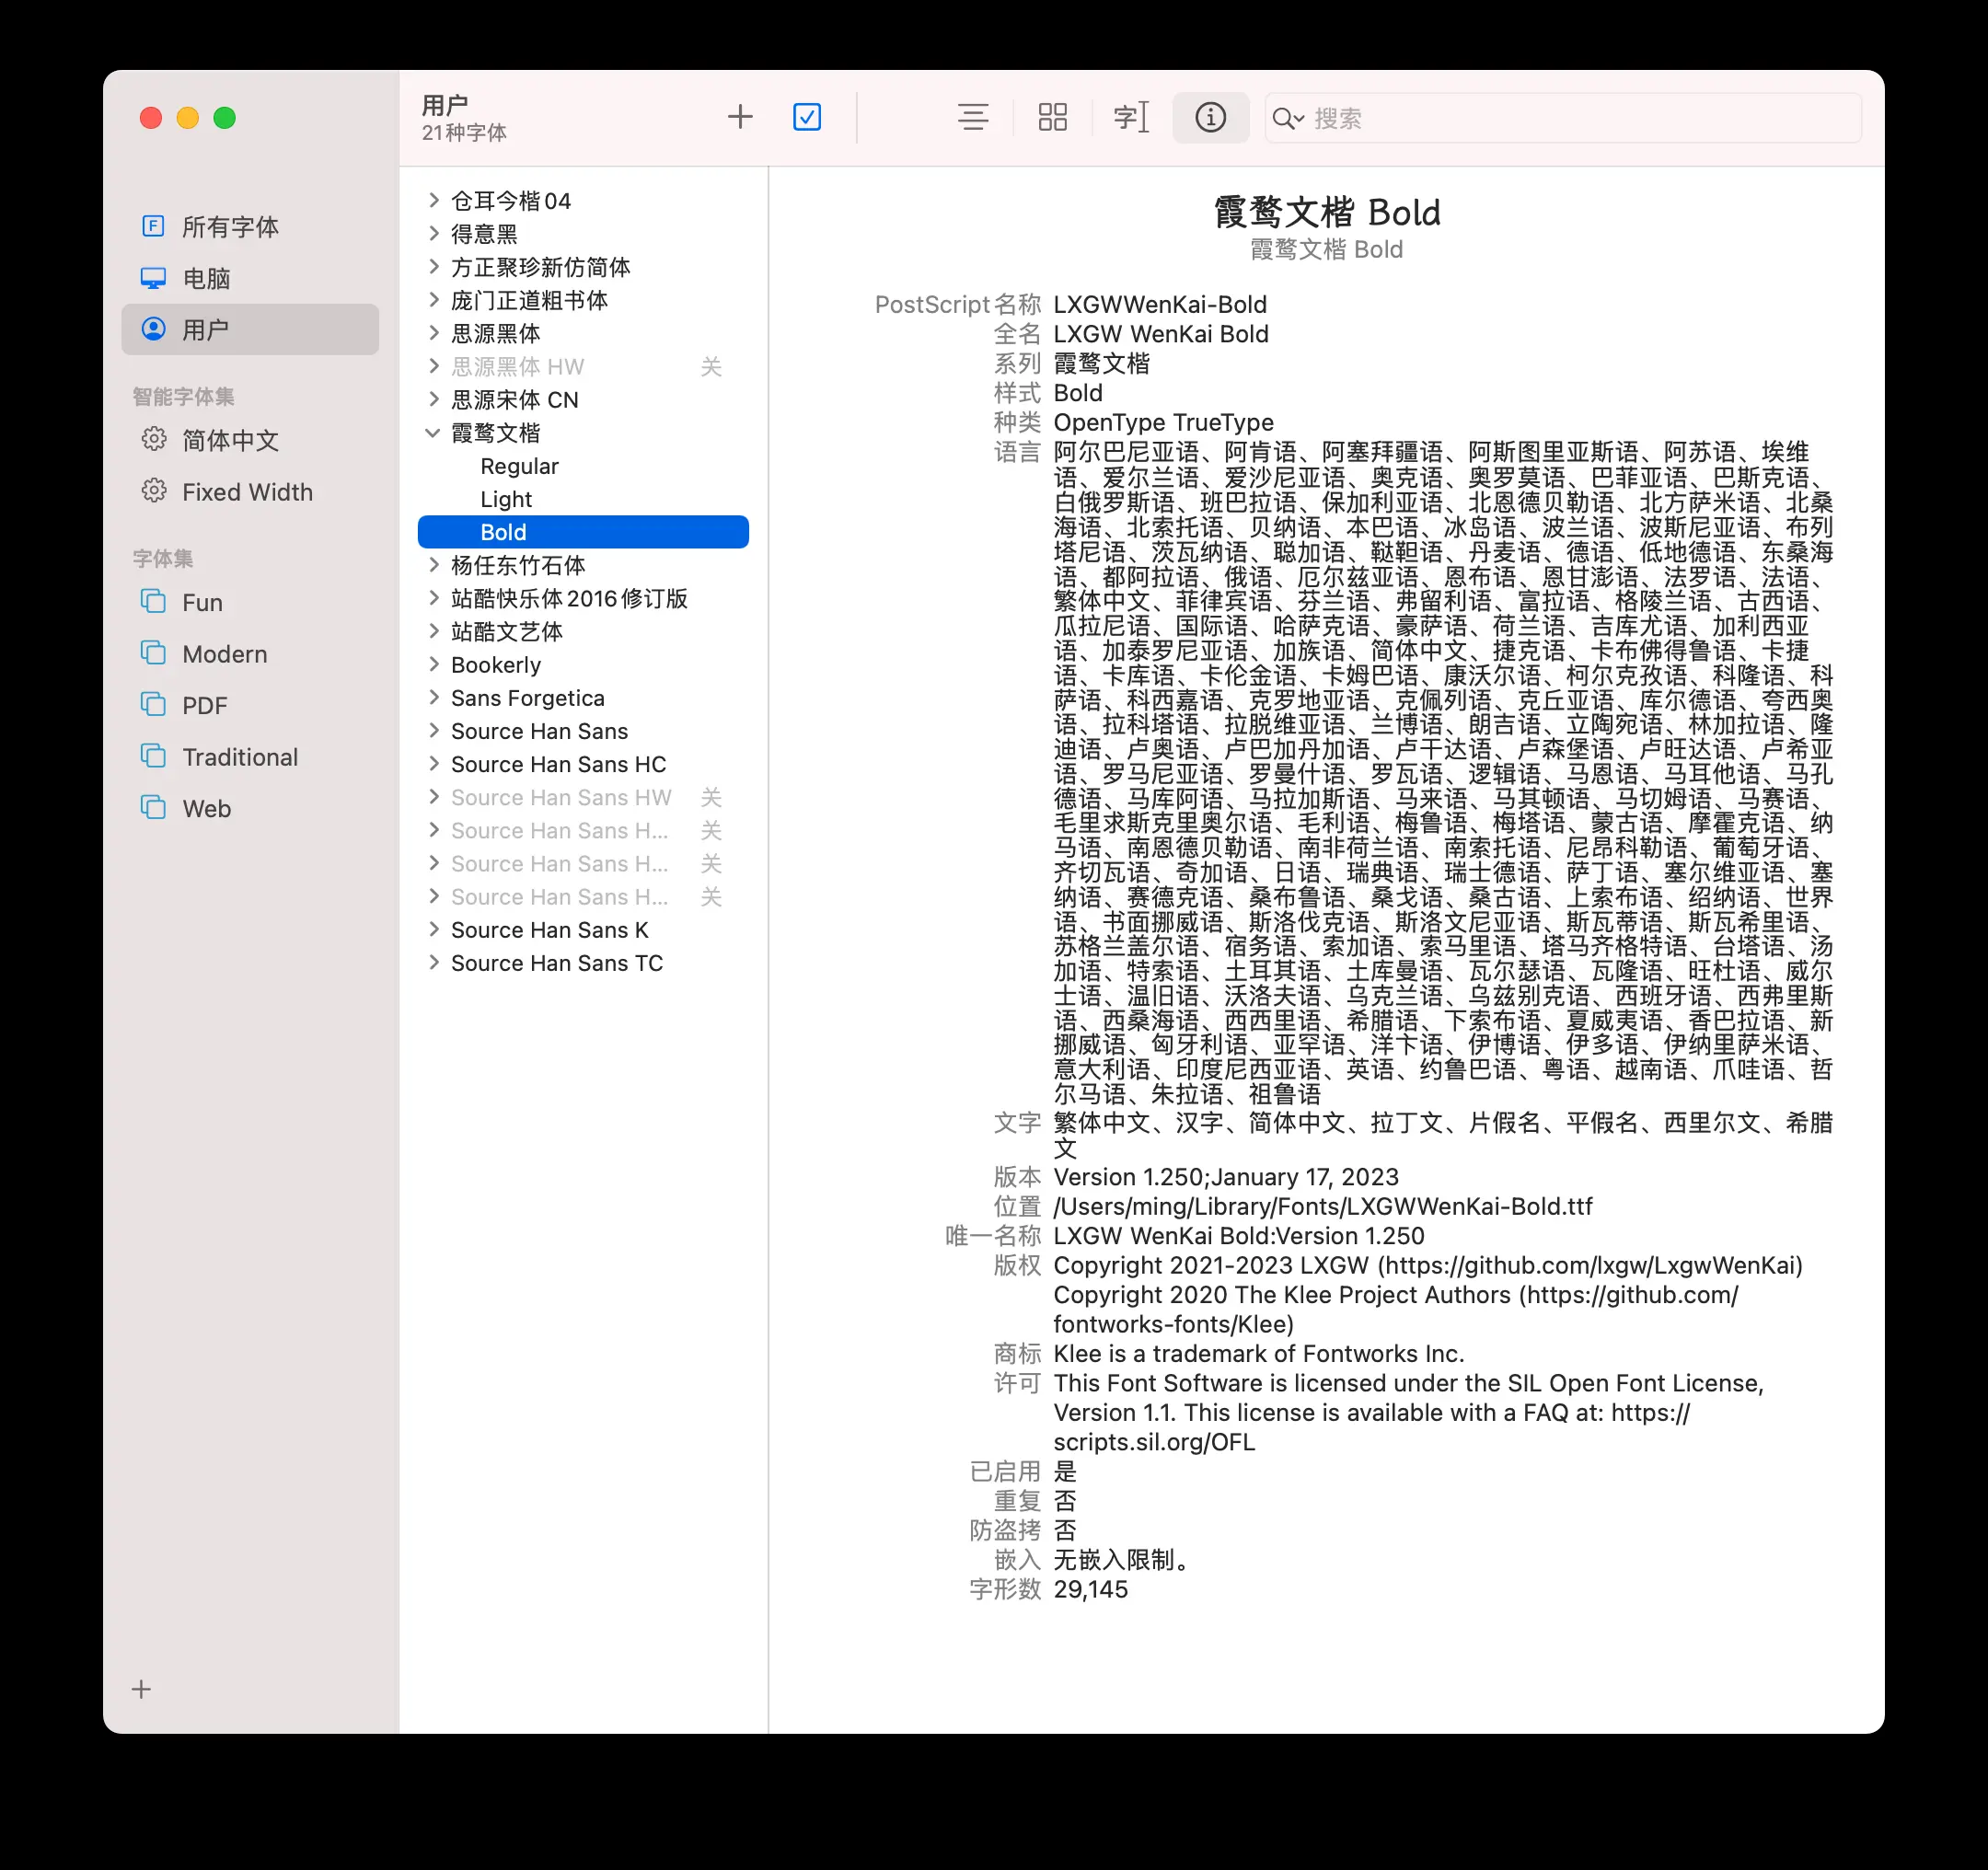 用户
21种字体
搜索
所有字体
电脑
用户
智能字体集
简体中文
Fixed Width
字体集
Fun
Modern
PDF
Traditional
Web
仓耳今楷04
得意黑
方正聚珍新仿简体
庞门正道粗书体
思源黑体
思源黑体 HW 关
思源宋体 CN
霞鹜文楷
Regular
Light
Bold
杨任东竹石体
站酷快乐体2016修订版
站酷文艺体
Bookerly
Sans Forgetica
Source Han Sans
Source Han Sans HC
Source Han Sans HW 关
Source Han Sans H... 关
Source Han Sans H... 关
Source Han Sans H... 关
Source Han Sans K
Source Han Sans TC
霞鹜文楷 Bold
霞鹜文楷 Bold
PostScript名称 LXGWWenKai-Bold
全名 LXGW WenKai Bold
系列 霞鹜文楷
样式 Bold
种类 OpenType TrueType
语言 阿尔巴尼亚语、阿肯语、阿塞拜疆语、阿斯图里亚斯语、阿苏语、埃维
语、爱尔兰语、爱沙尼亚语、奥克语、奥罗莫语、巴菲亚语、巴斯克语、
白俄罗斯语、班巴拉语、保加利亚语、北恩德贝勒语、北方萨米语、北桑
海语、北索托语、贝纳语、本巴语、冰岛语、波兰语、波斯尼亚语、布列
塔尼语、茨瓦纳语、聪加语、鞑靼语、丹麦语、德语、低地德语、东桑海
语、都阿拉语、俄语、厄尔兹亚语、恩布语、恩甘澎语、法罗语、法语、
繁体中文、菲律宾语、芬兰语、弗留利语、富拉语、格陵兰语、古西语、
瓜拉尼语、国际语、哈萨克语、豪萨语、荷兰语、吉库尤语、加利西亚
语、加泰罗尼亚语、加族语、简体中文、捷克语、卡布佛得鲁语、卡捷
语、卡库语、卡伦金语、卡姆巴语、康沃尔语、柯尔克孜语、科隆语、科
萨语、科西嘉语、克罗地亚语、克佩列语、克丘亚语、库尔德语、夸西奥
语、拉科塔语、拉脱维亚语、兰博语、朗吉语、立陶宛语、林加拉语、隆
迪语、卢奥语、卢巴加丹加语、卢干达语、卢森堡语、卢旺达语、卢希亚
语、罗马尼亚语、罗曼什语、罗瓦语、逻辑语、马恩语、马耳他语、马孔
德语、马库阿语、马拉加斯语、马来语、马其顿语、马切姆语、马赛语、
毛里求斯克里奥尔语、毛利语、梅鲁语、梅塔语、蒙古语、摩霍克语、纳
马语、南恩德贝勒语、南非荷兰语、南索托语、尼昂科勒语、葡萄牙语、
齐切瓦语、奇加语、日语、瑞典语、瑞士德语、萨丁语、塞尔维亚语、塞
纳语、赛德克语、桑布鲁语、桑戈语、桑古语、上索布语、绍纳语、世界
语、书面挪威语、斯洛伐克语、斯洛文尼亚语、斯瓦蒂语、斯瓦希里语、
苏格兰盖尔语、宿务语、索加语、索马里语、塔马齐格特语、台塔语、汤
加语、特索语、土耳其语、土库曼语、瓦尔瑟语、瓦隆语、旺杜语、威尔
士语、温旧语、沃洛夫语、乌克兰语、乌兹别克语、西班牙语、西弗里斯
语、西桑海语、西西里语、希腊语、下索布语、夏威夷语、香巴拉语、新
挪威语、匈牙利语、亚罕语、洋卞语、伊博语、伊多语、伊纳里萨米语、
意大利语、印度尼西亚语、英语、约鲁巴语、粤语、越南语、爪哇语、哲
尔马语、朱拉语、祖鲁语
文字 繁体中文、汉字、简体中文、拉丁文、片假名、平假名、西里尔文、希腊
文
版本 Version 1.250;January 17, 2023
位置 /Users/ming/Library/Fonts/LXGWWenKai-Bold.ttf
唯一名称 LXGW WenKai Bold:Version 1.250
版权 Copyright 2021-2023 LXGW (https://github.com/lxgw/LxgwWenKai)
Copyright 2020 The Klee Project Authors (https://github.com/
fontworks-fonts/Klee)
商标 Klee is a trademark of Fontworks Inc.
许可 This Font Software is licensed under the SIL Open Font License,
Version 1.1. This license is available with a FAQ at: https://
scripts.sil.org/OFL
已启用 是
重复 否
防盗拷 否
嵌入 无嵌入限制。
字形数 29,145